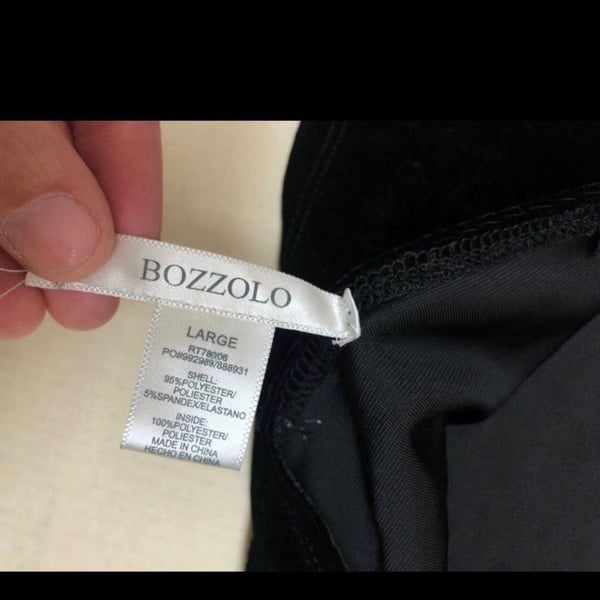 BOZZOLO
LARGE
RT78006
PO#992989/888931
SHELL:
95%POLYESTER/
POLIESTER
5%SPANDEX/ELASTANO
INSIDE:
100%POLYESTER/
POLIESTER
MADE IN CHINA
HECHO EN CHINA